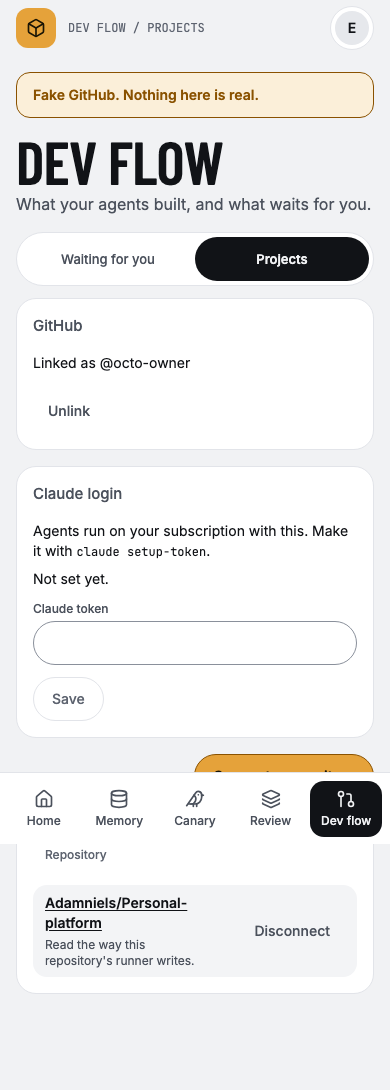 DEV FLOW / PROJECTS
E
Fake GitHub. Nothing here is real.
DEV FLOW
What your agents built, and what waits for you.
Waiting for you
Projects
GitHub
Linked as @octo-owner
Unlink
Claude login
Agents run on your subscription with this. Make
it with claude setup-token.
Not set yet.
Claude token
Save
Home
Memory
Canary
Review
Dev flow
Repository
Adamniels/Personal-
platform
Read the way this
repository's runner writes.
Disconnect